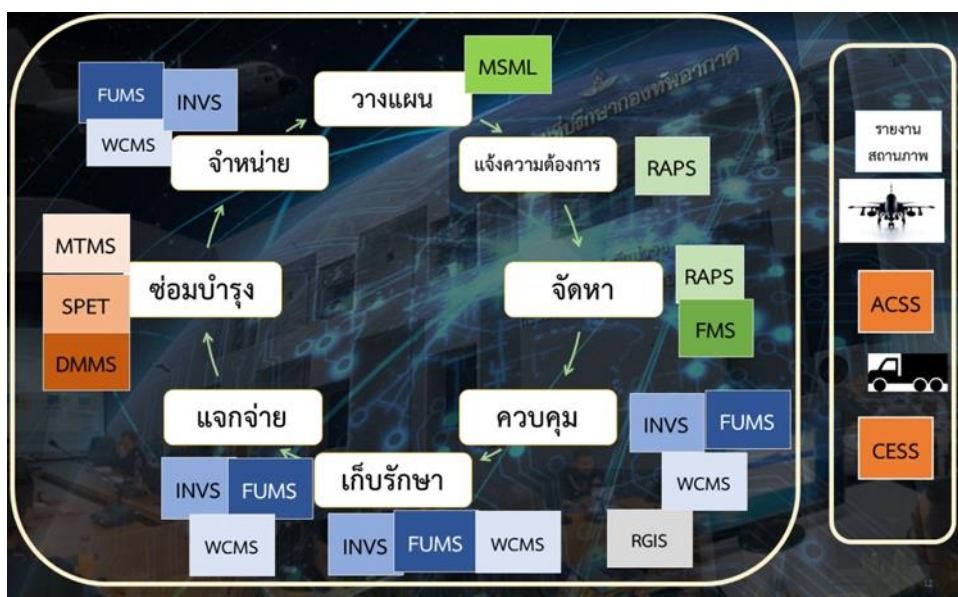 MSML
FUMS
INVS
WCMS
วางแผน
จำหน่าย
แจ้งความต้องการ
RAPS
MTMS
SPET
DMMS
ซ่อมบำรุง
จัดหา
RAPS
FMS
แจกจ่าย
ควบคุม
INVS
FUMS
WCMS
เก็บรักษา
INVS
FUMS
WCMS
INVS
FUMS
WCMS
RGIS
รายงาน
สถานภาพ
ACSS
CESS
12